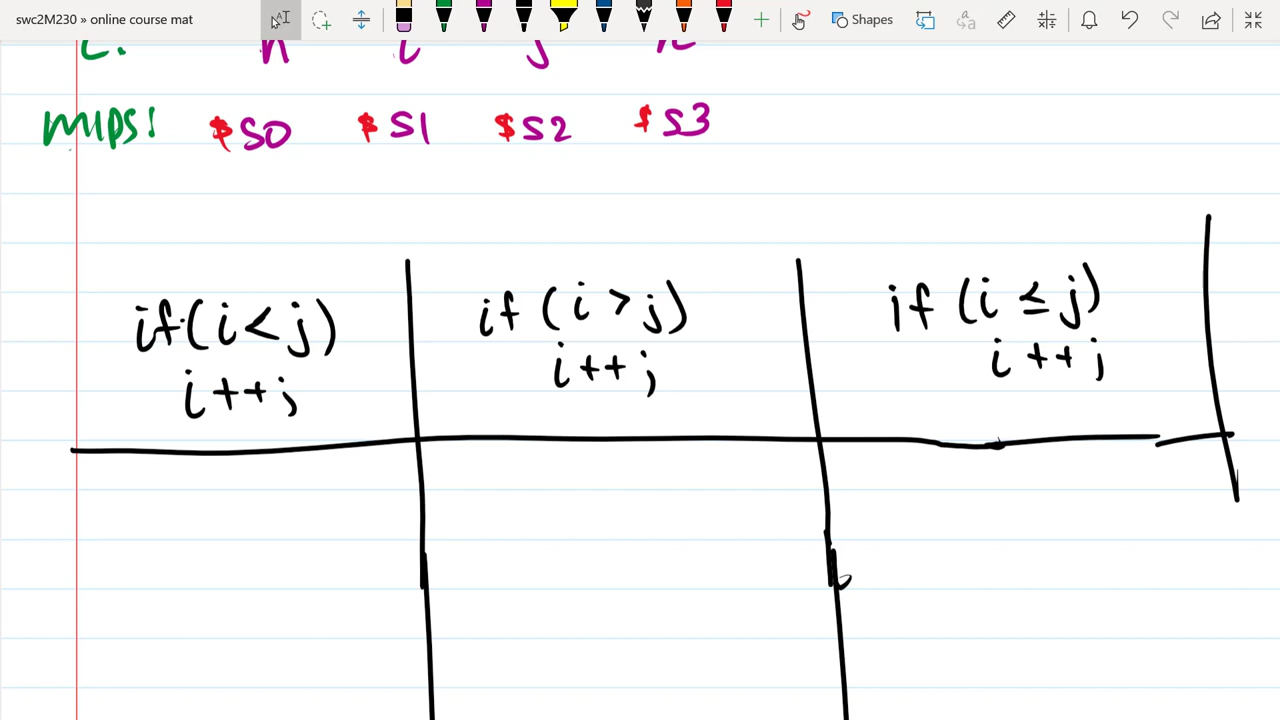 swc2M230 » online course mat
Shapes
C: h i j k
MIPS! $S0 $S1 $S2 $S3
if(i<j)
i++;
if (i>j)
i++;
if (i≤j)
i++;